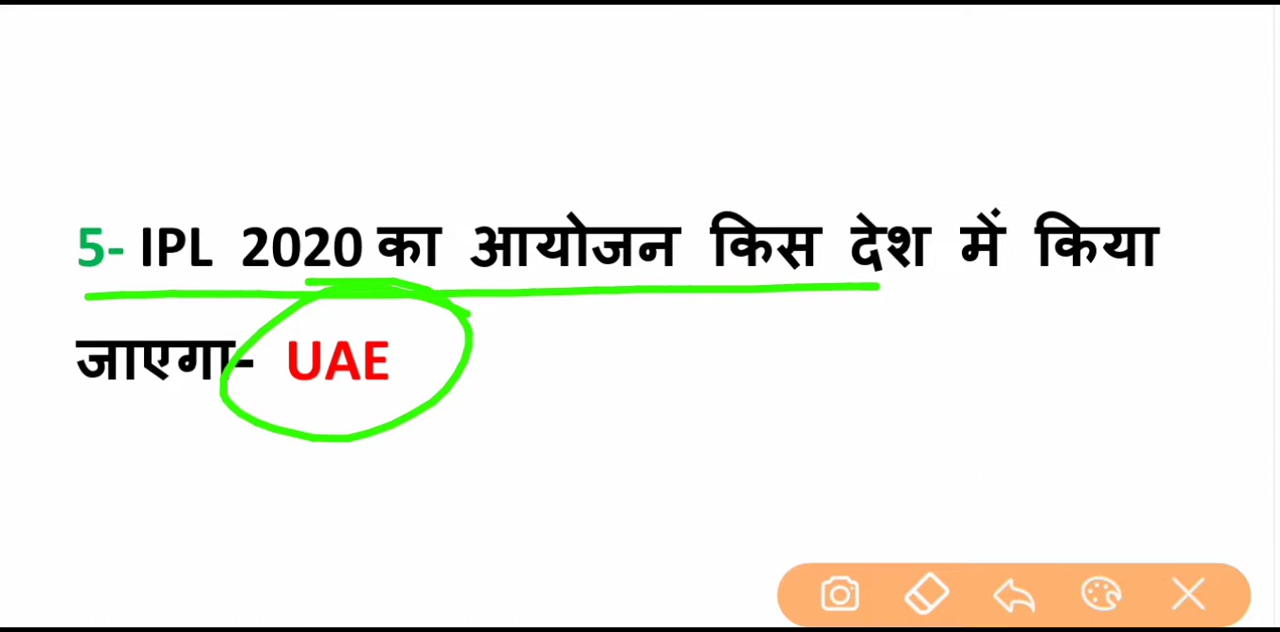 5- IPL 2020 का आयोजन किस देश में किया
जाएगा- UAE